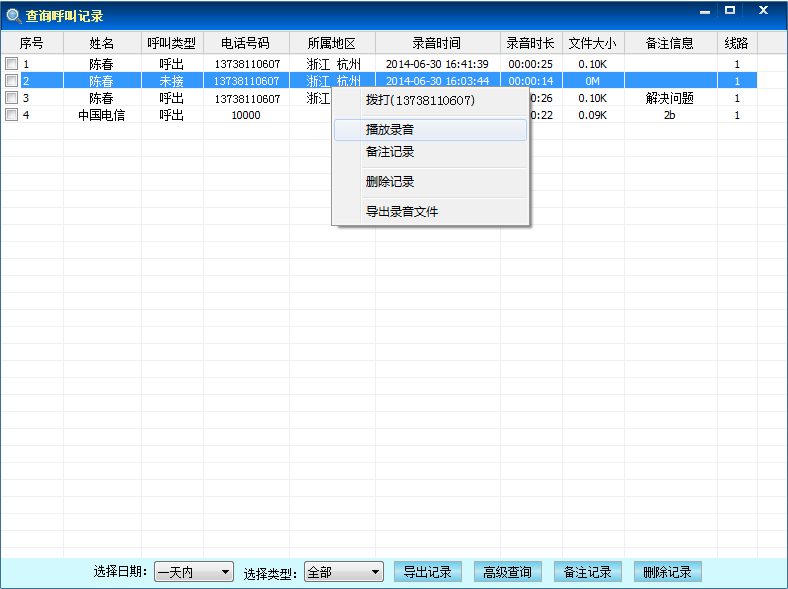 查询呼叫记录
序号 姓名 呼叫类型 电话号码 所属地区 录音时间 录音时长 文件大小 备注信息 线路
1 陈春 呼出 13738110607 浙江 杭州 2014-06-30 16:41:39 00:00:25 0.10K 1
2 陈春 未接 13738110607 浙江 杭州 2014-06-30 16:03:44 00:00:14 0M 1
3 陈春 呼出 13738110607 浙江 0:26 0.10K 解决问题 1
4 中国电信 呼出 10000 0:22 0.09K 2b 1
拨打(13738110607)
播放录音
备注记录
删除记录
导出录音文件
选择日期: 一天内 选择类型: 全部 导出记录 高级查询 备注记录 删除记录